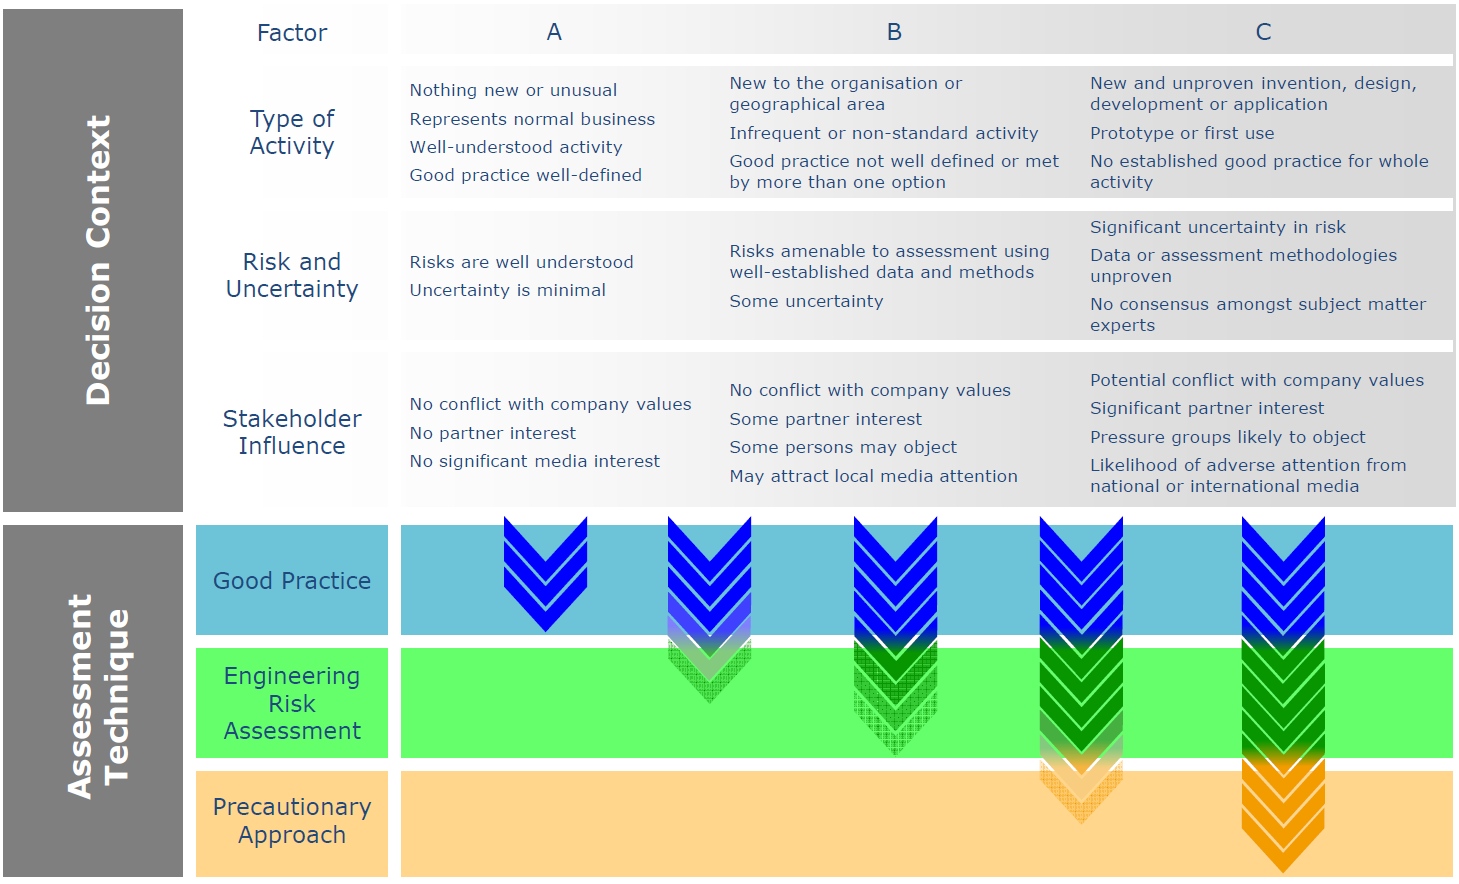 Decision Context
Factor
A
B
C
Type of
Activity
Nothing new or unusual
Represents normal business
Well-understood activity
Good practice well-defined
New to the organisation or
geographical area
Infrequent or non-standard activity
Good practice not well defined or met
by more than one option
New and unproven invention, design,
development or application
Prototype or first use
No established good practice for whole
activity
Risk and
Uncertainty
Risks are well understood
Uncertainty is minimal
Risks amenable to assessment using
well-established data and methods
Some uncertainty
Significant uncertainty in risk
Data or assessment methodologies
unproven
No consensus amongst subject matter
experts
Stakeholder
Influence
No conflict with company values
No partner interest
No significant media interest
No conflict with company values
Some partner interest
Some persons may object
May attract local media attention
Potential conflict with company values
Significant partner interest
Pressure groups likely to object
Likelihood of adverse attention from
national or international media
Assessment
Technique
Good Practice
Engineering
Risk
Assessment
Precautionary
Approach